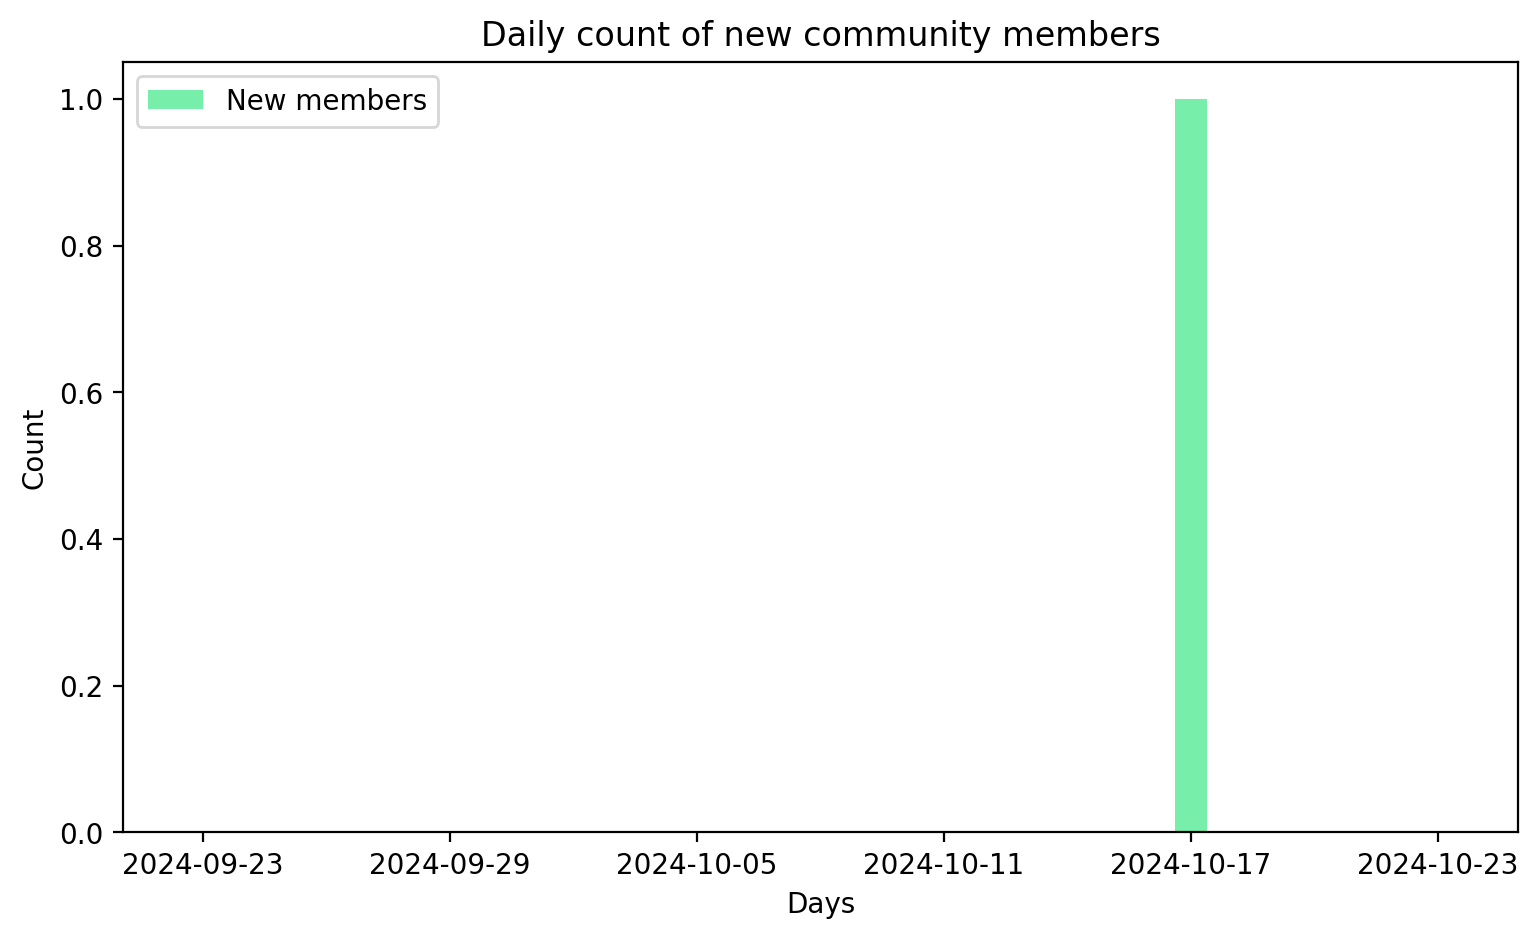 Daily count of new community members
New members
1.0
0.8
0.6
0.4
0.2
0.0
Count
2024-09-23 2024-09-29 2024-10-05 2024-10-11 2024-10-17 2024-10-23
Days